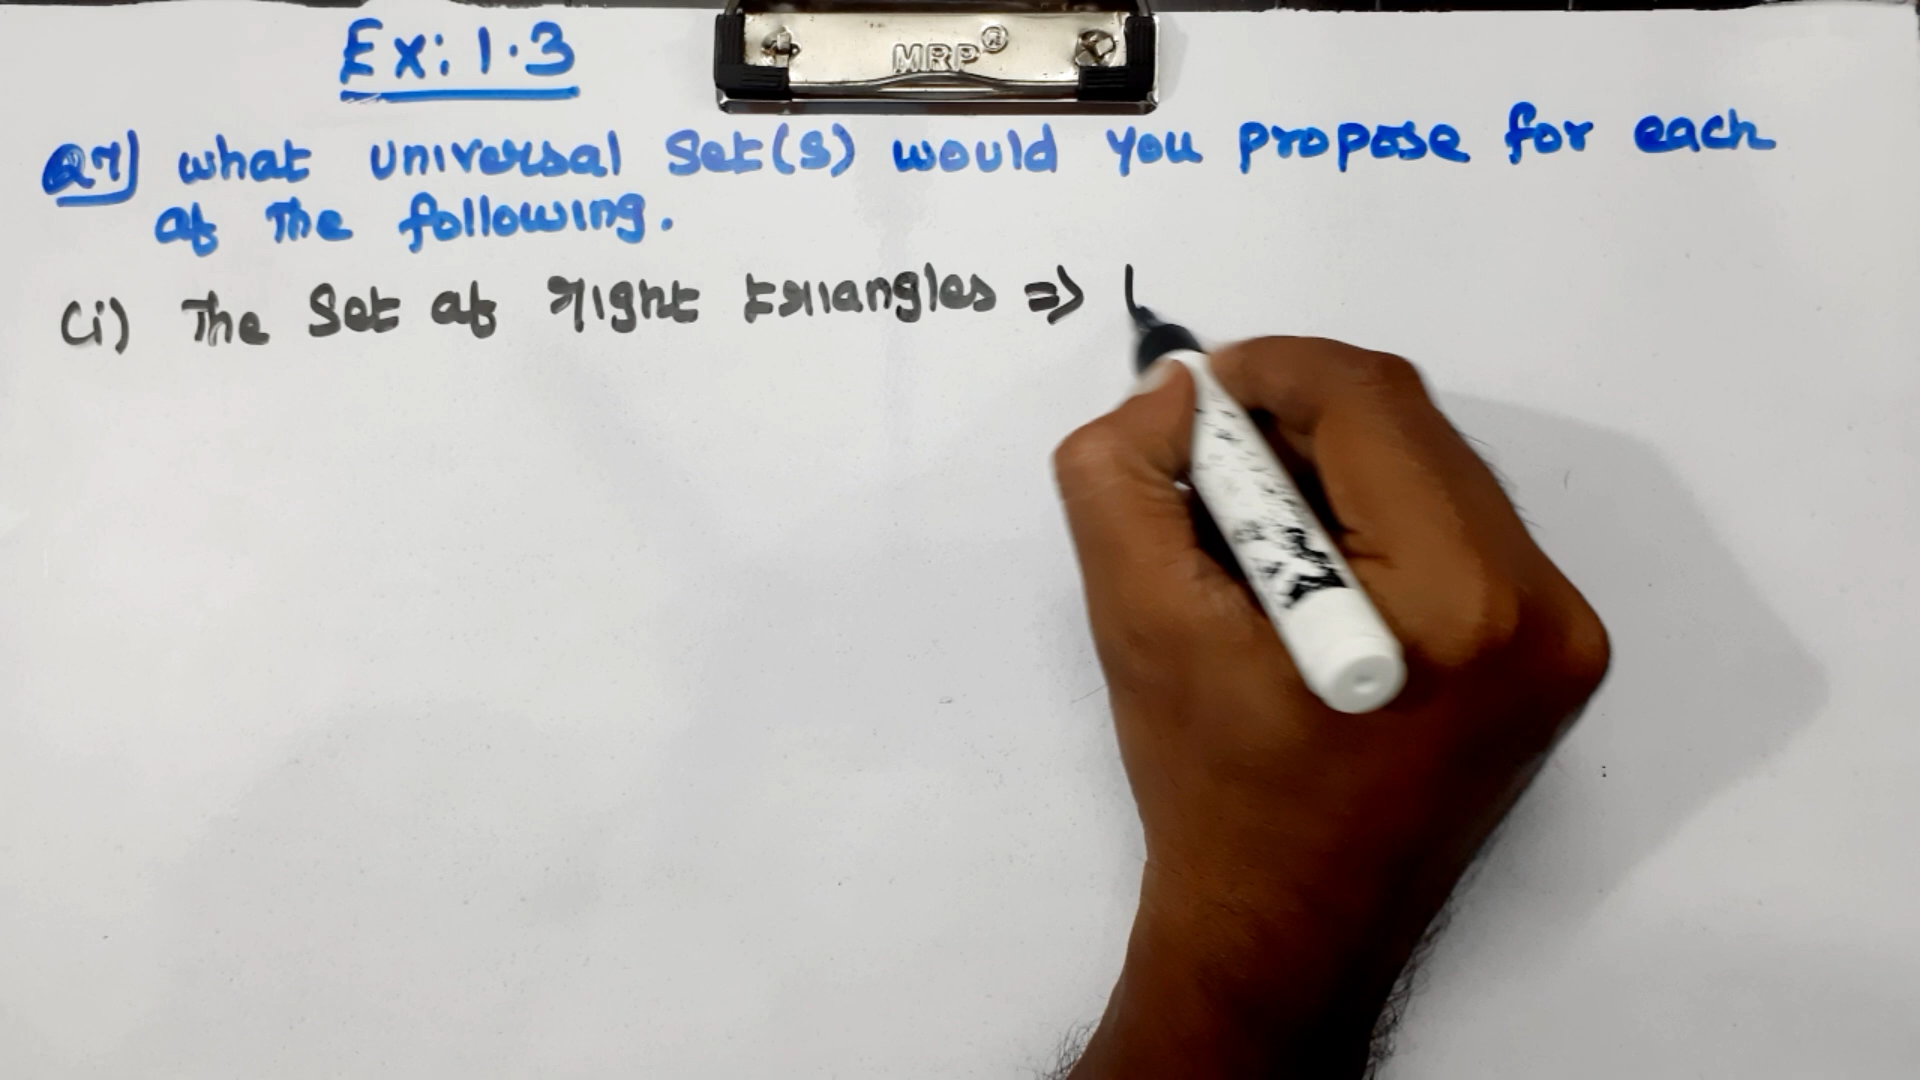 MRP®
Ex: 1.3
Q7) what universal set(s) would you propose for each
of the following.
(i) The set of right triangles =>